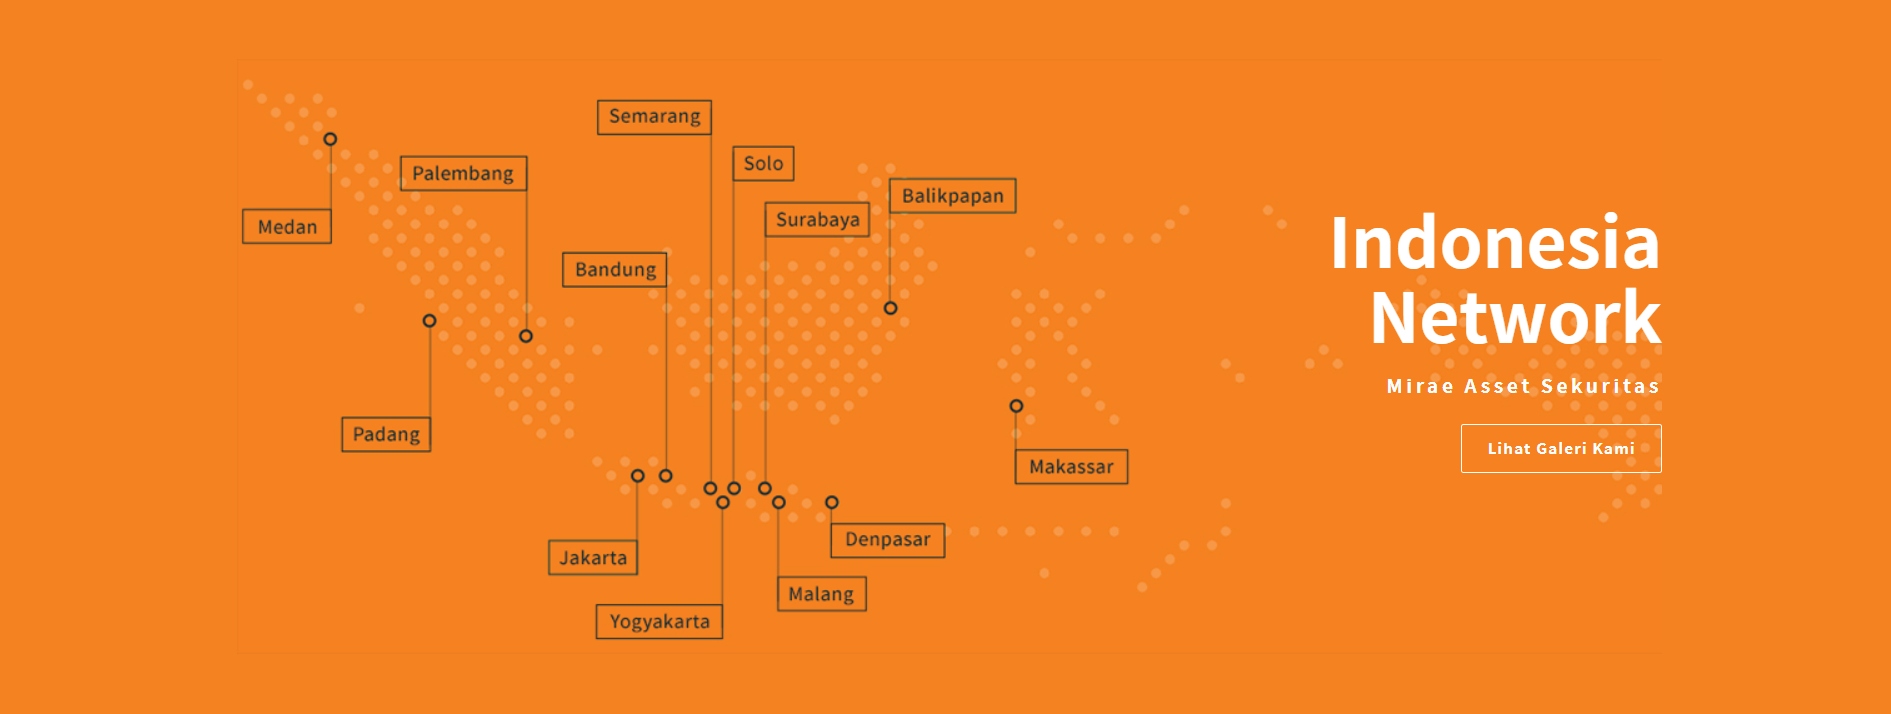 Semarang
Solo
Palembang
Balikpapan
Surabaya
Medan
Bandung
Padang
Makassar
Denpasar
Jakarta
Malang
Yogyakarta
Indonesia
Network
Mirae Asset Sekuritas
Lihat Galeri Kami